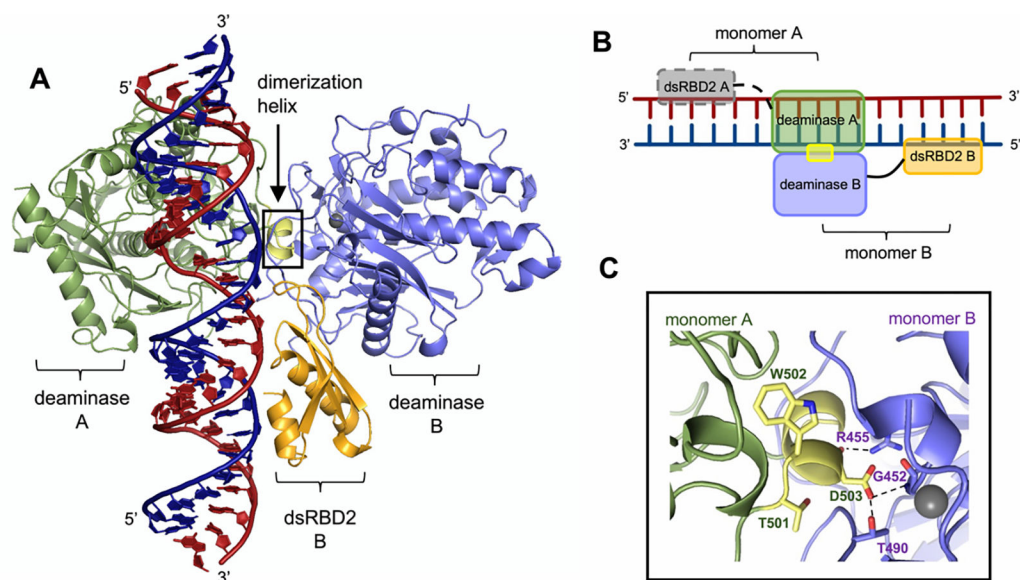 A
3'
5'
dimerization
helix
deaminase
A
deaminase
B
dsRBD2
B
5'
3'
B
monomer A
dsRBD2 A
5'
3'
deaminase A
3'
5'
dsRBD2 B
deaminase B
monomer B
C
monomer A
monomer B
W502
R455
G452
D503
T501
T490